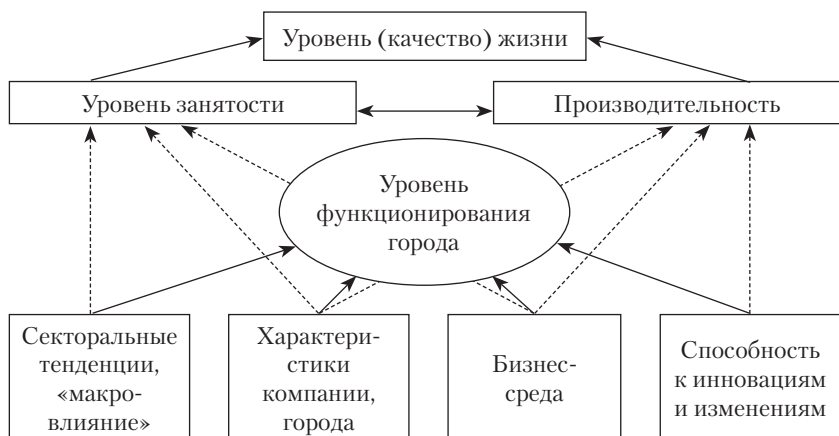 Уровень (качество) жизни
Уровень занятости
Производительность
Уровень
функционирования
города
Секторальные
тенденции,
«макро-
влияние»
Характери-
стики
компании,
города
Бизнес-
среда
Способность
к инновациям
и изменениям